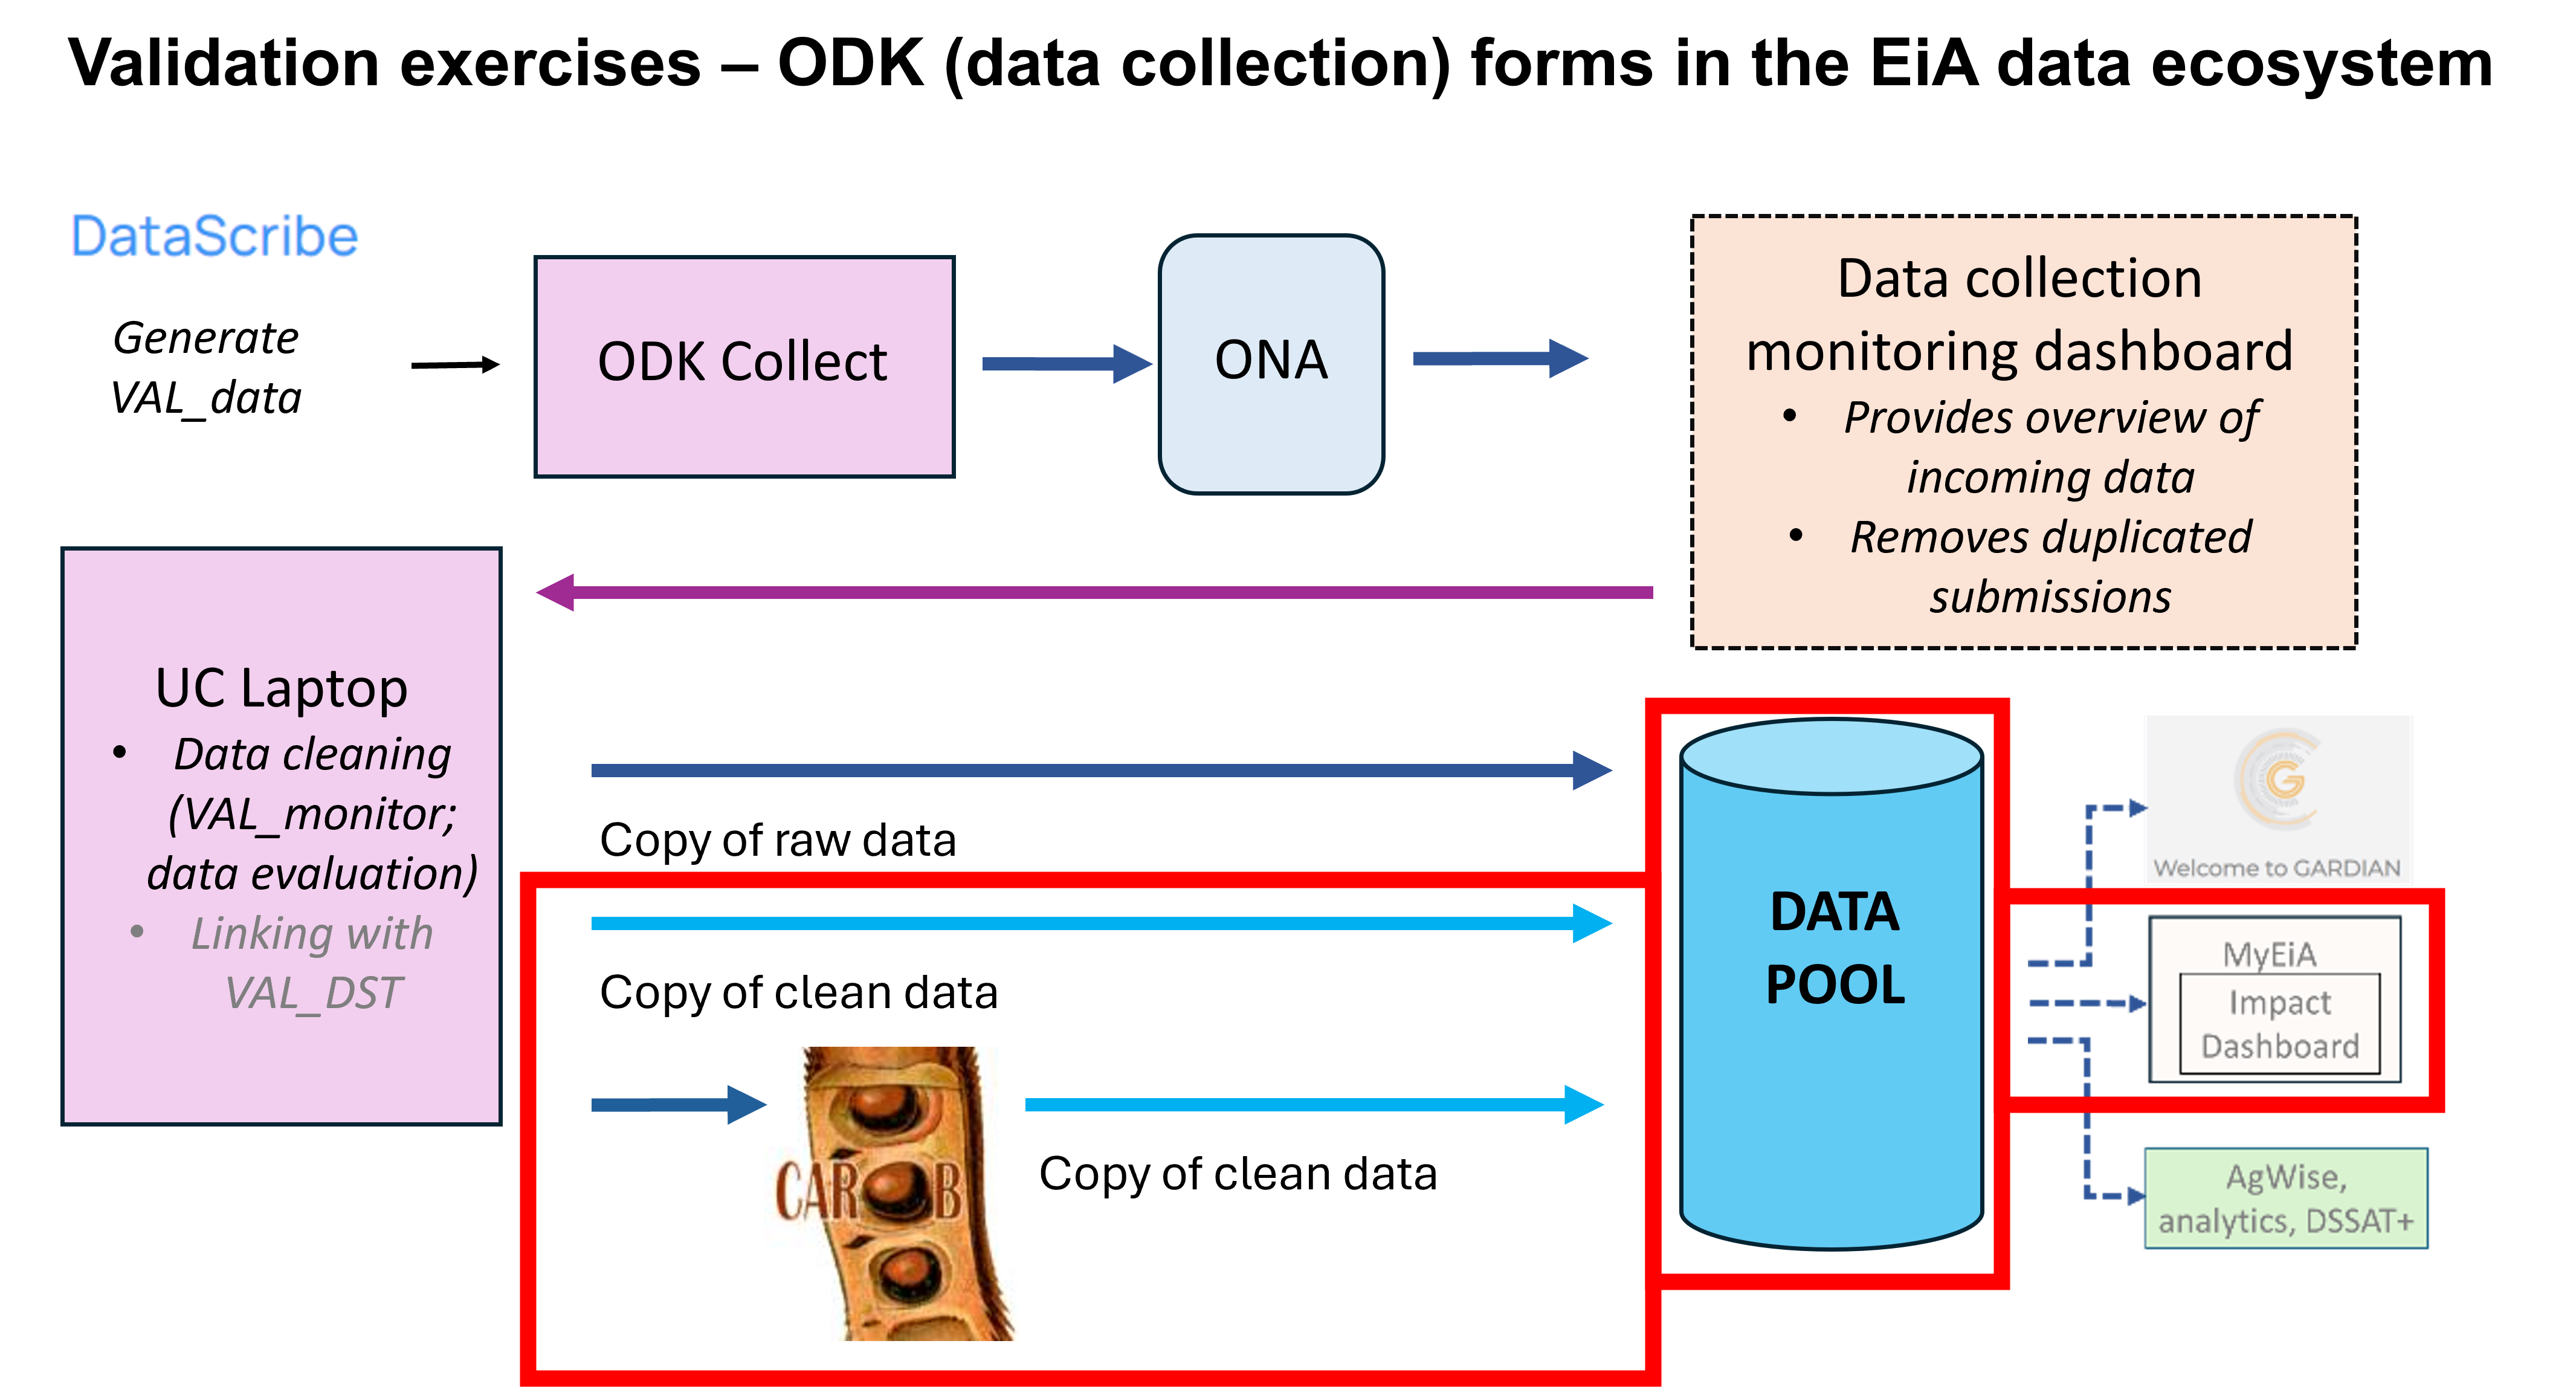 Validation exercises – ODK (data collection) forms in the EiA data ecosystem
DataScribe
Generate
VAL_data
ODK Collect
ONA
Data collection
monitoring dashboard
• Provides overview of
incoming data
• Removes duplicated
submissions
UC Laptop
• Data cleaning
(VAL_monitor;
data evaluation)
• Linking with
VAL_DST
Copy of raw data
Copy of clean data
CAROB
Copy of clean data
DATA
POOL
G
Welcome to GARDIAN
MyEiA
Impact
Dashboard
AgWise,
analytics, DSSAT+